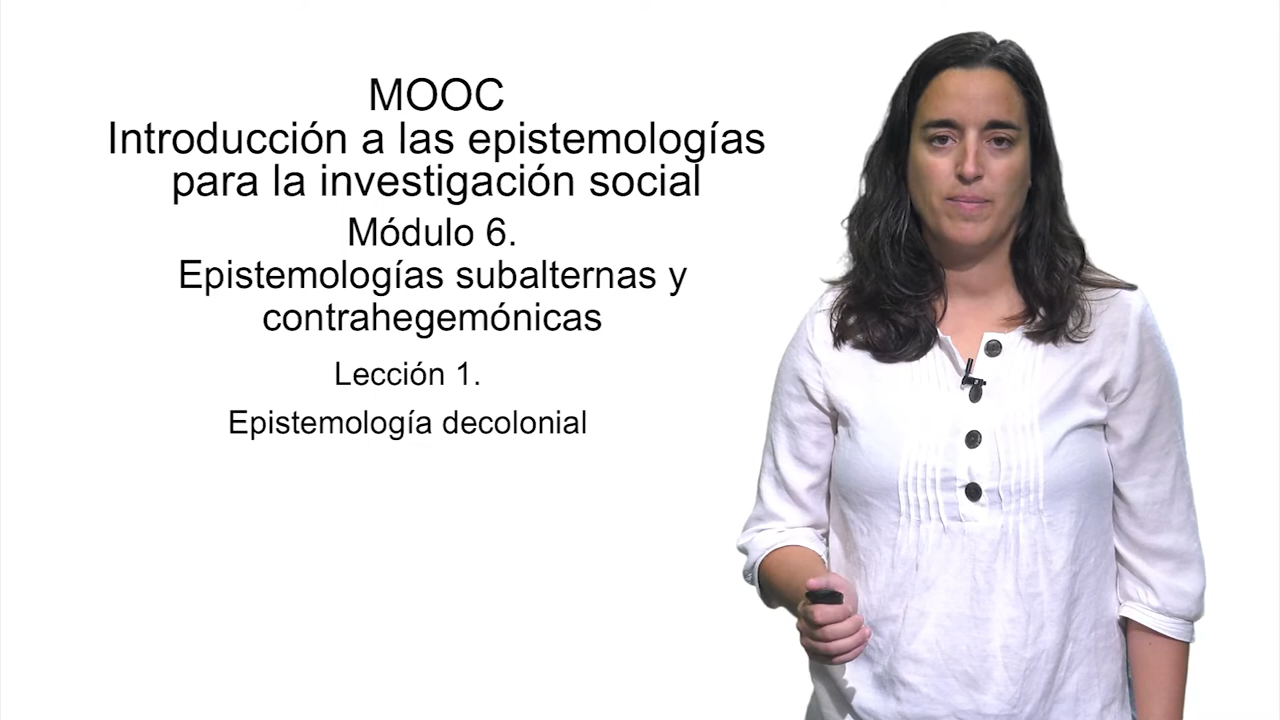 MOOC
Introducción a las epistemologías
para la investigación social
Módulo 6.
Epistemologías subalternas y
contrahegemónicas
Lección 1.
Epistemología decolonial